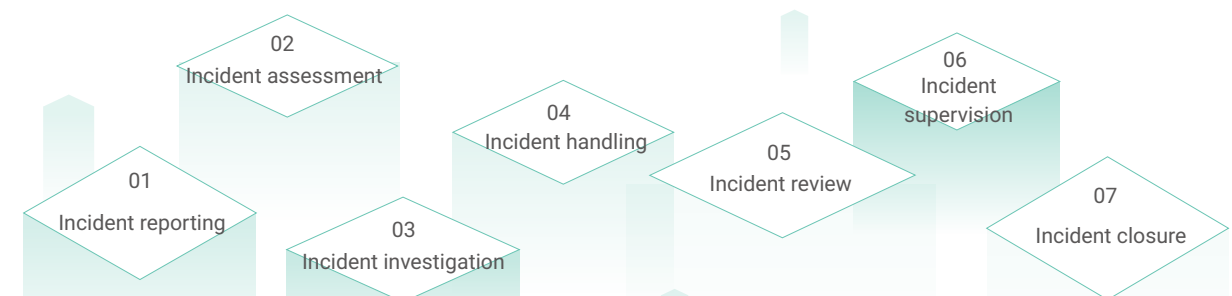 01
Incident reporting
02
Incident assessment
03
Incident investigation
04
Incident handling
05
Incident review
06
Incident
supervision
07
Incident closure